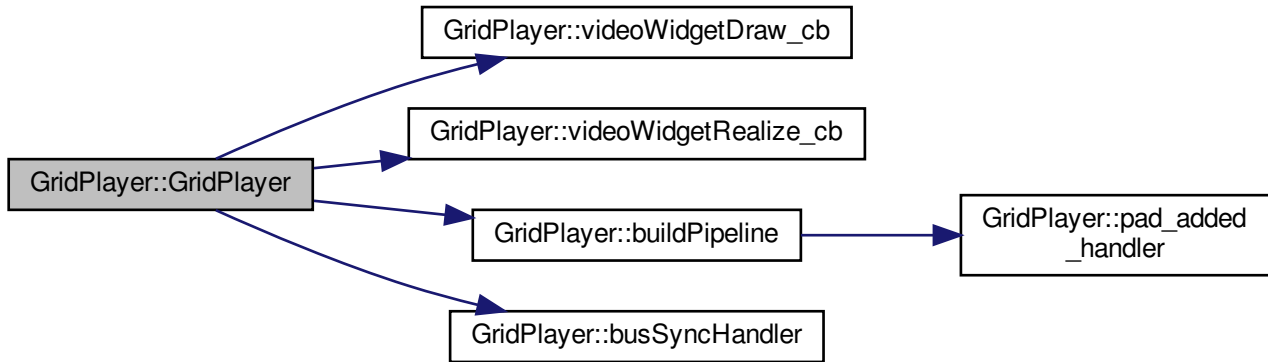 GridPlayer::videoWidgetDraw_cb
GridPlayer::videoWidgetRealize_cb
GridPlayer::GridPlayer
GridPlayer::buildPipeline
GridPlayer::pad_added
_handler
GridPlayer::busSyncHandler